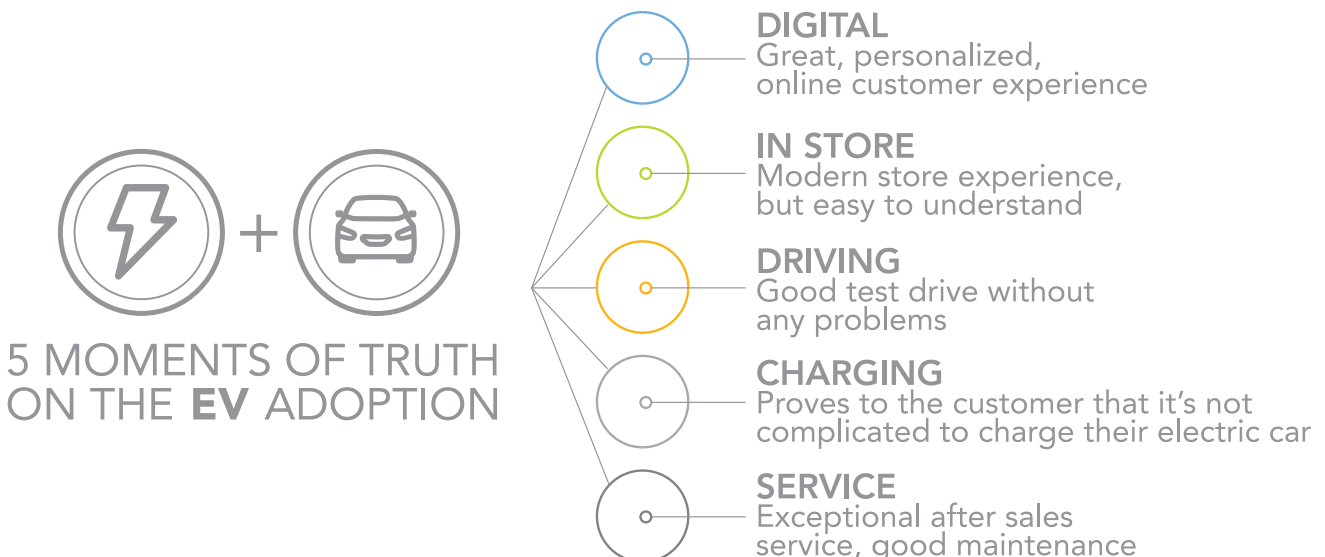 5 MOMENTS OF TRUTH
ON THE EV ADOPTION
DIGITAL
Great, personalized,
online customer experience
IN STORE
Modern store experience,
but easy to understand
DRIVING
Good test drive without
any problems
CHARGING
Proves to the customer that it's not
complicated to charge their electric car
SERVICE
Exceptional after sales
service, good maintenance